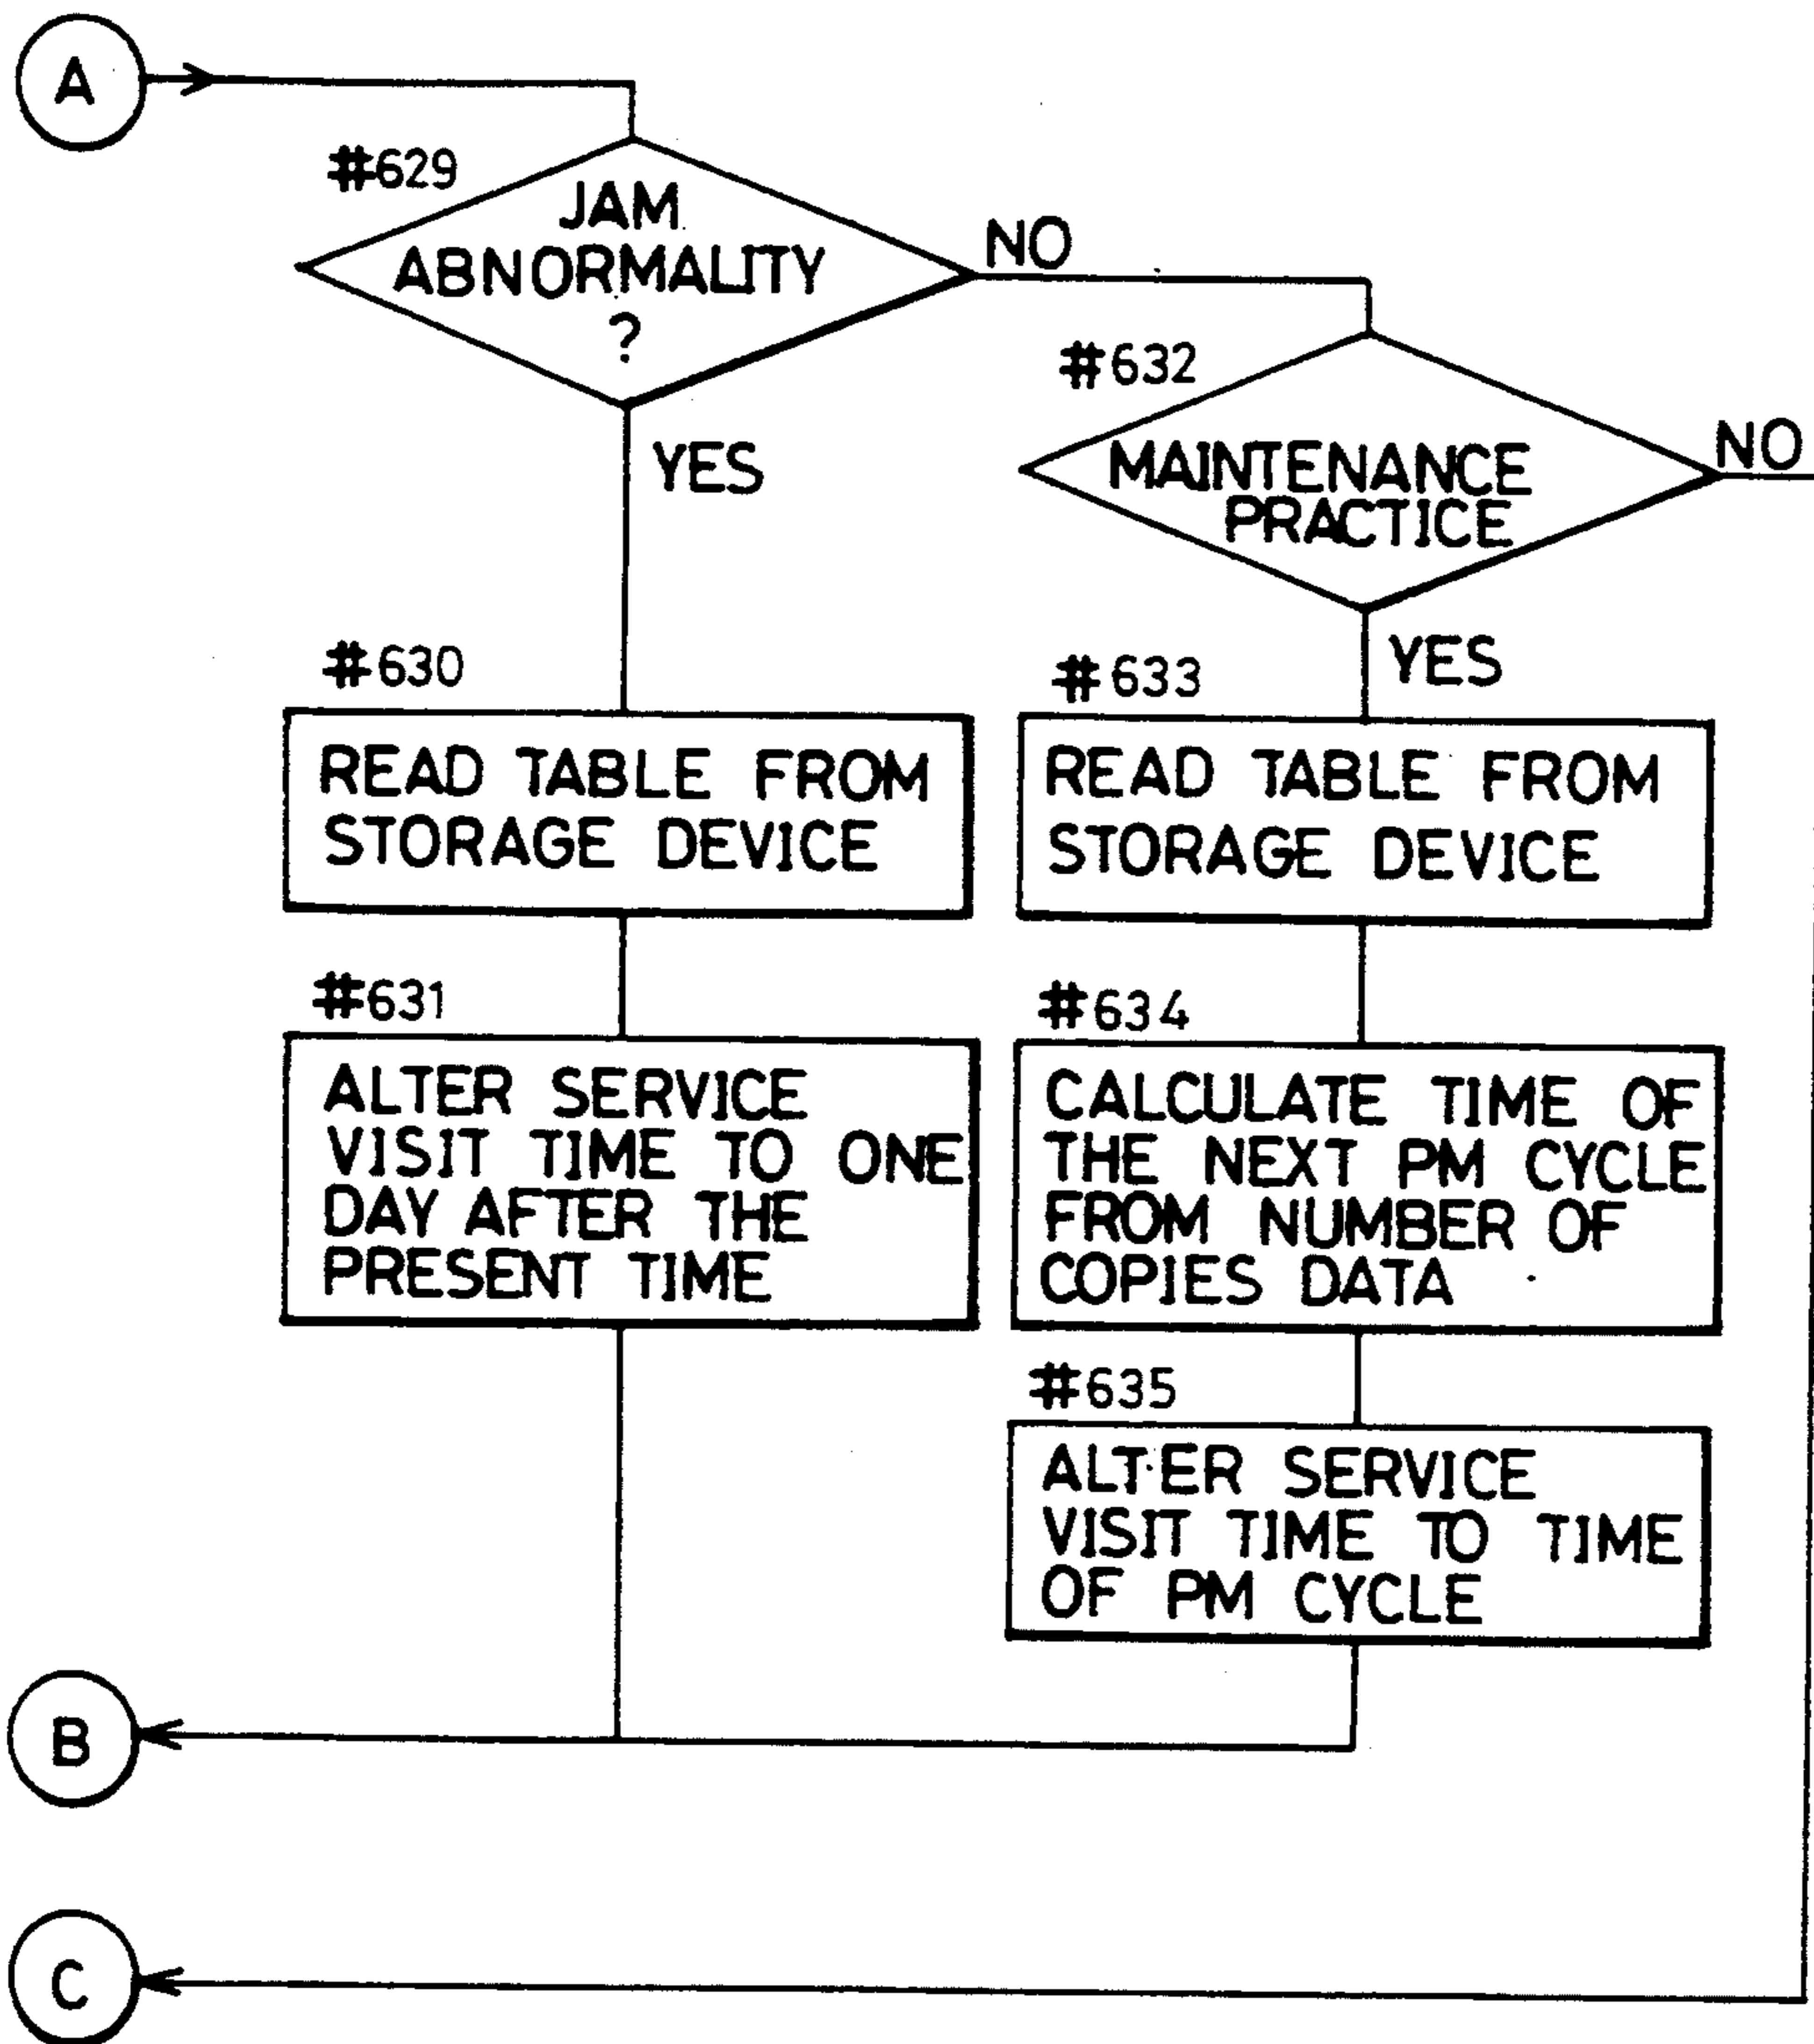 A
#629
JAM
ABNORMALITY
?
NO
YES
#632
MAINTENANCE
PRACTICE
NO
YES
#630
READ TABLE FROM
STORAGE DEVICE
#633
READ TABLE FROM
STORAGE DEVICE
#631
ALTER SERVICE
VISIT TIME TO ONE
DAY AFTER THE
PRESENT TIME
#634
CALCULATE TIME OF
THE NEXT PM CYCLE
FROM NUMBER OF
COPIES DATA
#635
ALTER SERVICE
VISIT TIME TO TIME
OF PM CYCLE
B
C